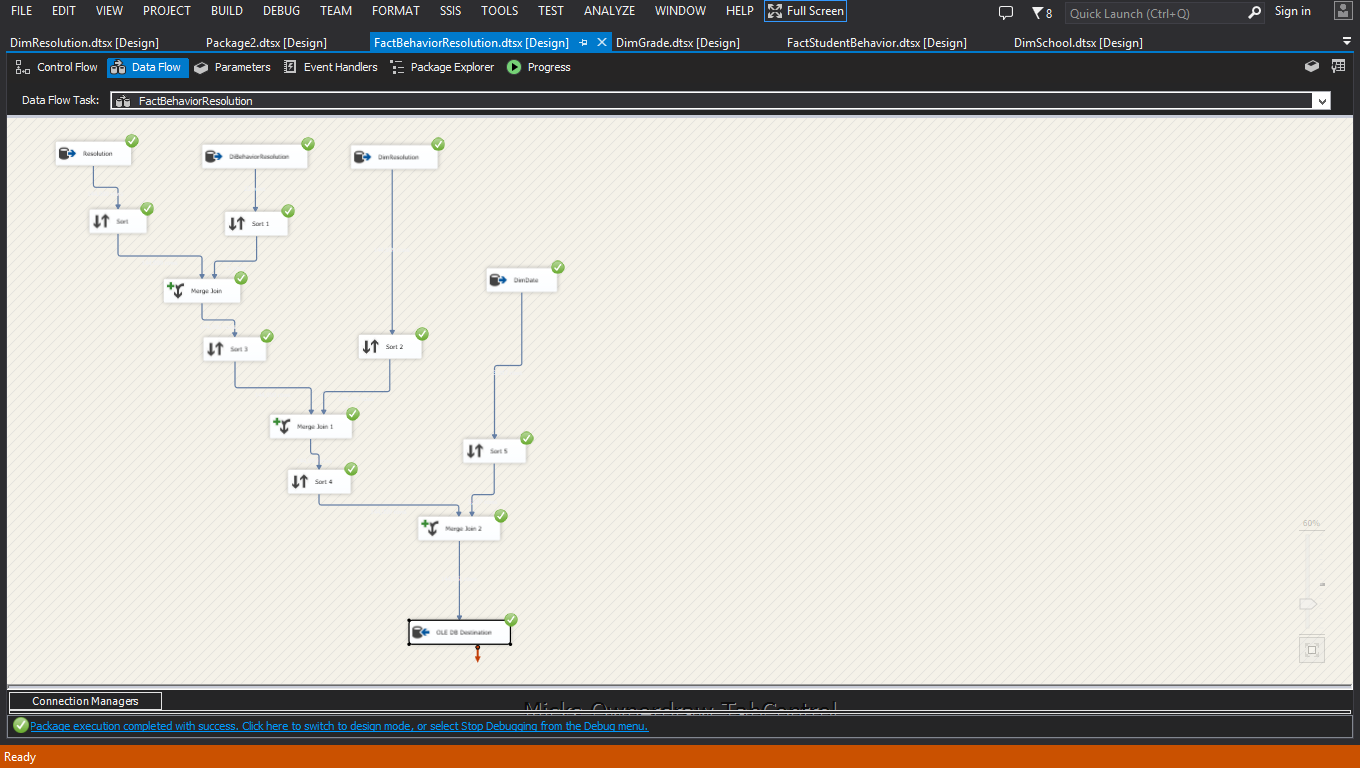 FILE EDIT VIEW PROJECT BUILD DEBUG TEAM FORMAT SSIS TOOLS TEST ANALYZE WINDOW HELP Full Screen 8 Quick Launch (Ctrl+Q) Sign in
DimResolution.dtsx [Design] Package2.dtsx [Design] FactBehaviorResolution.dtsx [Design] DimGrade.dtsx [Design] FactStudentBehavior.dtsx [Design] DimSchool.dtsx [Design]
Control Flow Data Flow Parameters Event Handlers Package Explorer Progress
Data Flow Task: FactBehaviorResolution
Resolution DiBehaviorResolution DimResolution
Sort Sort 1
Merge Join DimDate
Sort 3 Sort 2
Merge Join 1
Sort 5
Sort 4
Merge Join 2
60%
OLE DB Destination
Connection Managers
Package execution completed with success. Click here to switch to design mode, or select Stop Debugging from the Debug menu.
Ready